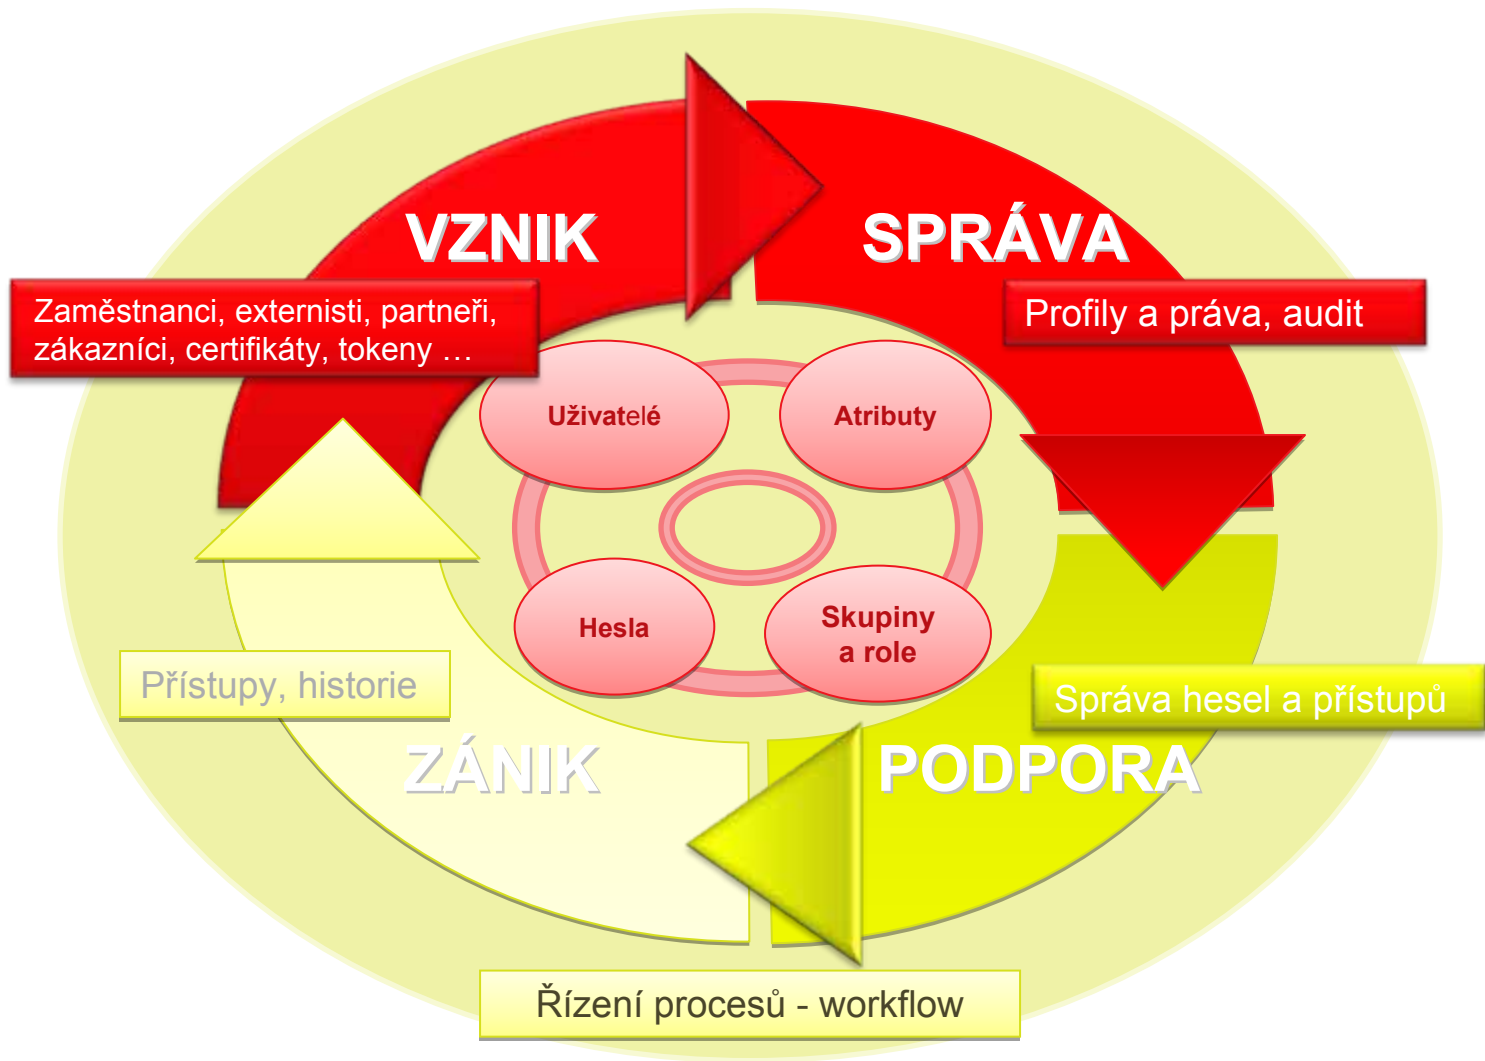 VZNIK
SPRÁVA
Zaměstnanci, externisti, partneři,
zákazníci, certifikáty, tokeny …
Profily a práva, audit
Uživatelé
Atributy
Hesla
Skupiny
a role
Přístupy, historie
Správa hesel a přístupů
ZÁNIK
PODPORA
Řízení procesů - workflow